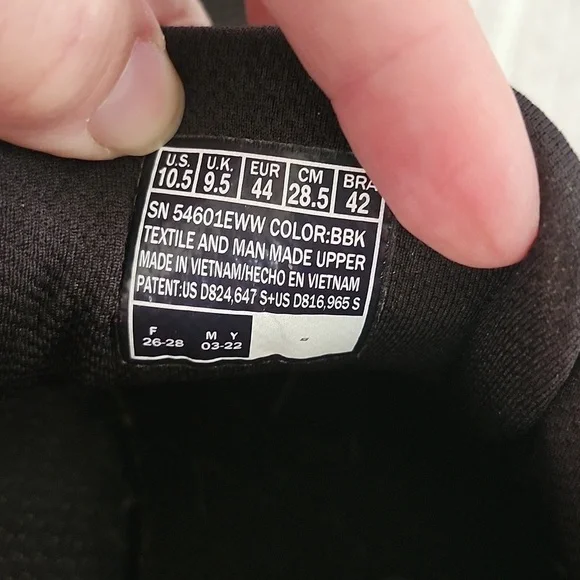 U.S. U.K. EUR CM BRA
10.5 9.5 44 28.5 42
SN 54601EWW COLOR:BBK
TEXTILE AND MAN MADE UPPER
MADE IN VIETNAM/HECHO EN VIETNAM
PATENT:US D824,647 S+US D816,965 S
F M Y
26-28 03-22